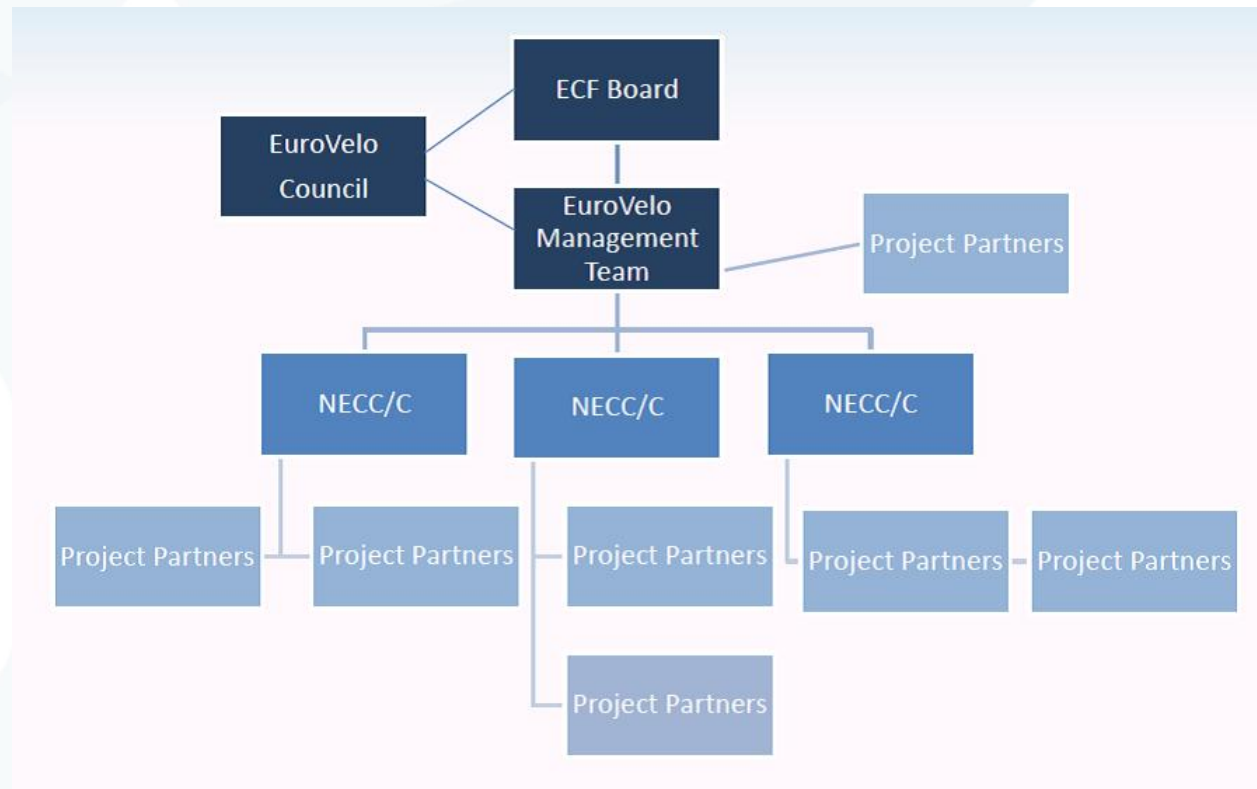 ECF Board
EuroVelo
Council
EuroVelo
Management
Team
Project Partners
NECC/C
NECC/C
NECC/C
Project Partners
Project Partners
Project Partners
Project Partners
Project Partners
Project Partners